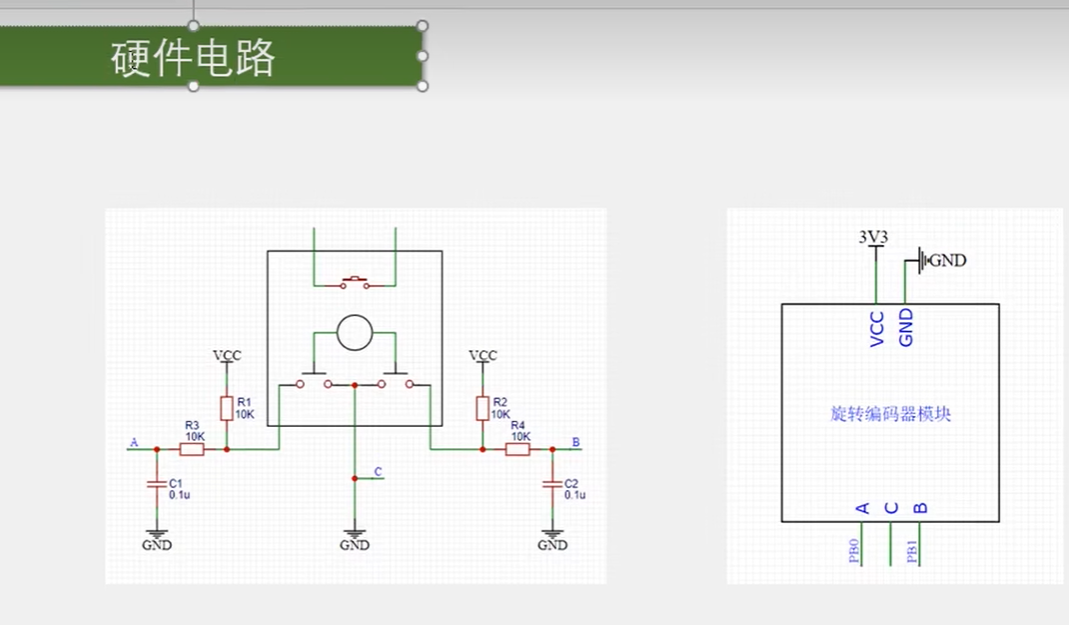 硬件电路
VCC
R1
10K
R3
10K
A
C1
0.1u
GND
C
GND
VCC
R2
10K
R4
10K
B
C2
0.1u
GND
3V3
GND
VCC
GND
旋转编码器模块
A
C
B
PB0
PB1